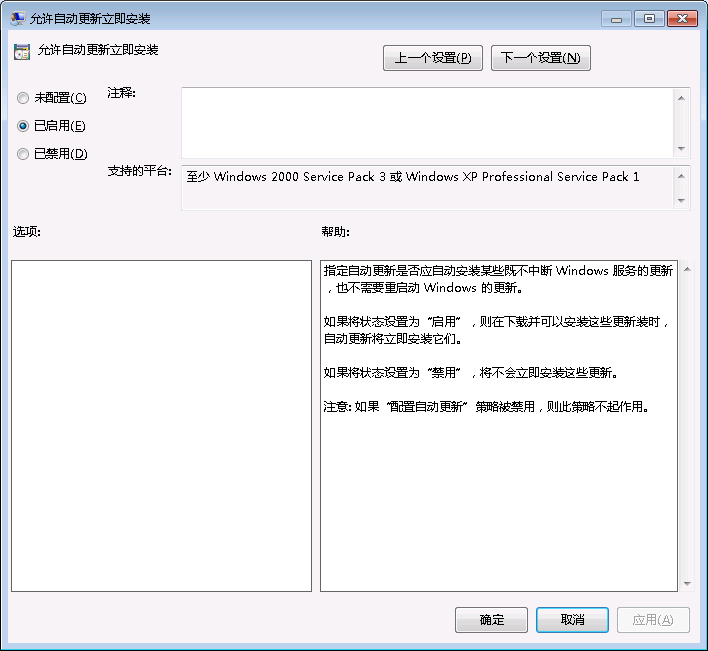 允许自动更新立即安装
允许自动更新立即安装
上一个设置(P)
下一个设置(N)
未配置(C)
注释:
已启用(E)
已禁用(D)
支持的平台:
至少 Windows 2000 Service Pack 3 或 Windows XP Professional Service Pack 1
选项:
帮助:
指定自动更新是否应自动安装某些既不中断 Windows 服务的更新
，也不需要重启动 Windows 的更新。
如果将状态设置为“启用”，则在下载并可以安装这些更新装时，
自动更新将立即安装它们。
如果将状态设置为“禁用”，将不会立即安装这些更新。
注意: 如果“配置自动更新”策略被禁用，则此策略不起作用。
确定
取消
应用(A)